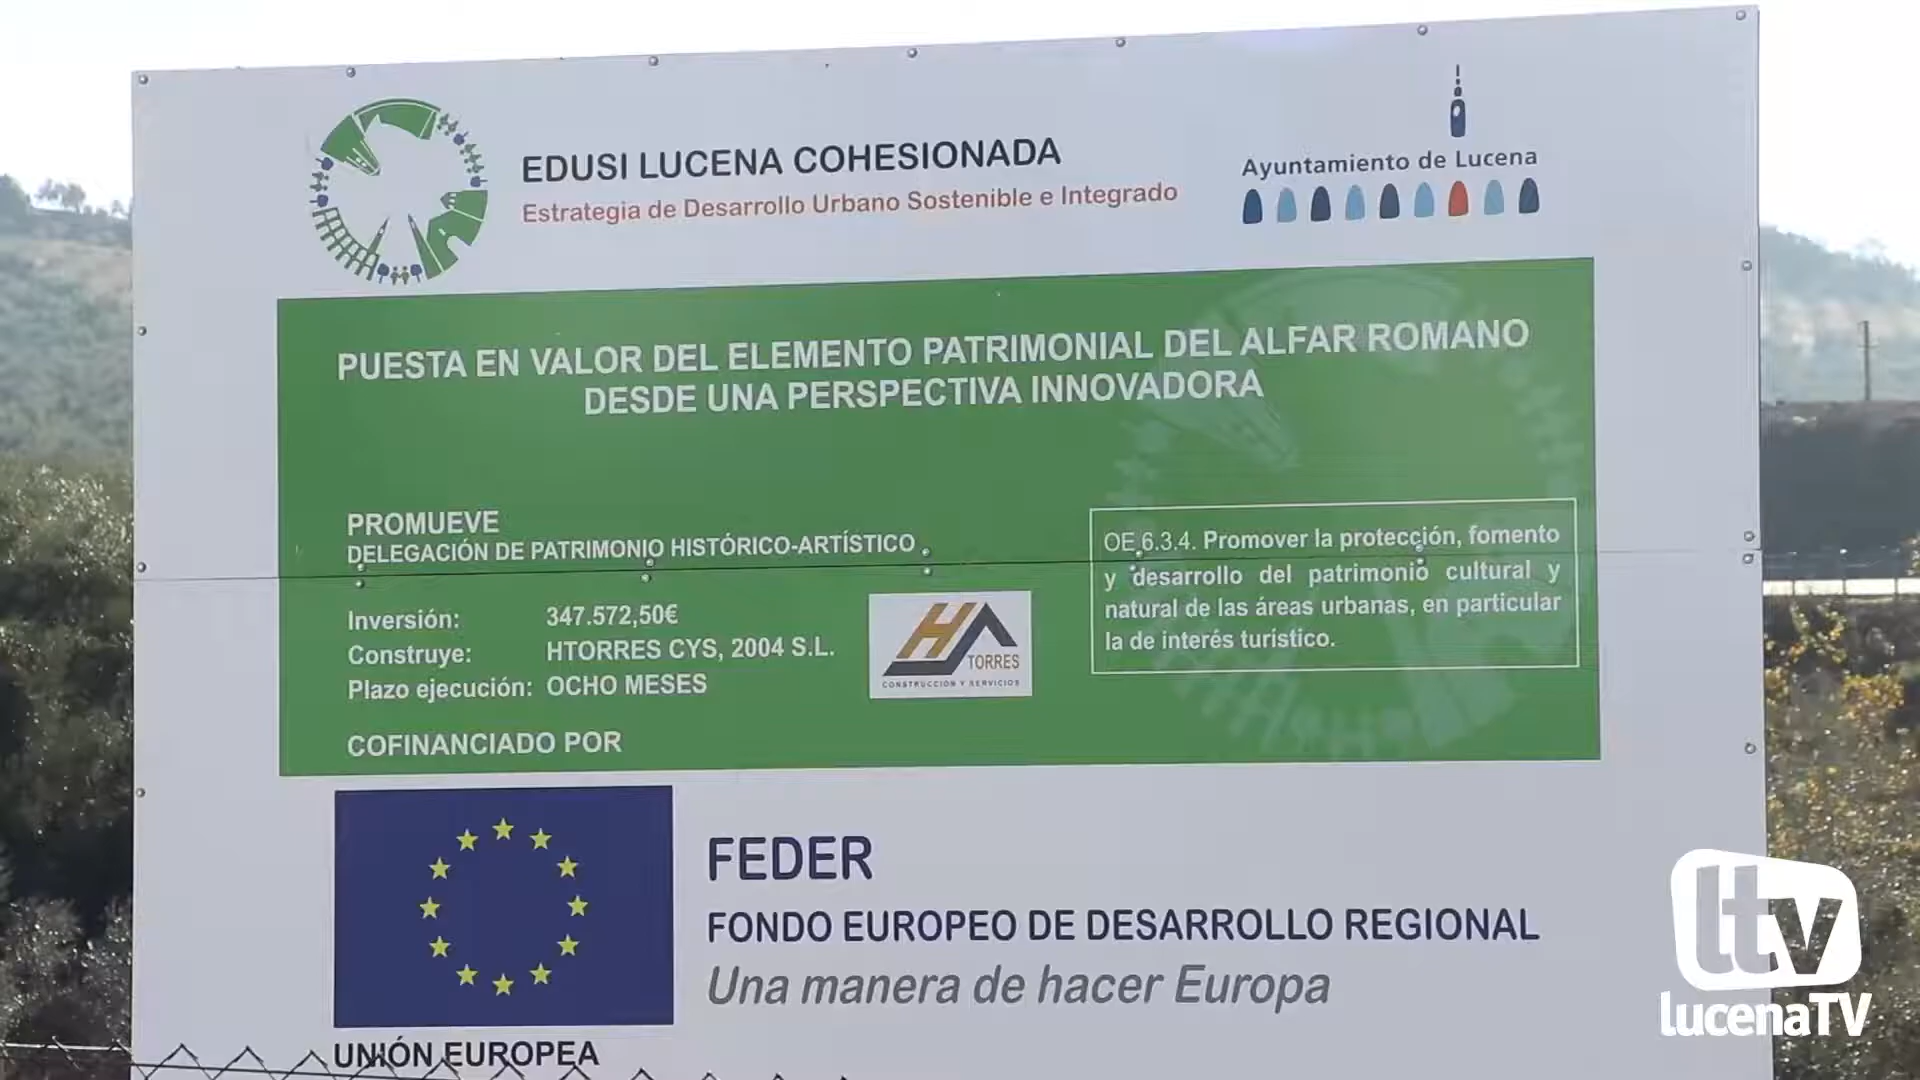 EDUSI LUCENA COHESIONADA
Estrategia de Desarrollo Urbano Sostenible e Integrado
Ayuntamiento de Lucena
PUESTA EN VALOR DEL ELEMENTO PATRIMONIAL DEL ALFAR ROMANO
DESDE UNA PERSPECTIVA INNOVADORA
PROMUEVE
DELEGACIÓN DE PATRIMONIO HISTÓRICO-ARTÍSTICO
Inversión: 347.572,50€
Construye: HTORRES CYS, 2004 S.L.
Plazo ejecución: OCHO MESES
H TORRES
CONSTRUCCIÓN Y SERVICIOS
OE 6.3.4. Promover la protección, fomento
y desarrollo del patrimonio cultural y
natural de las áreas urbanas, en particular
la de interés turístico.
COFINANCIADO POR
FEDER
FONDO EUROPEO DE DESARROLLO REGIONAL
Una manera de hacer Europa
UNIÓN EUROPEA
ltv
lucenaTV